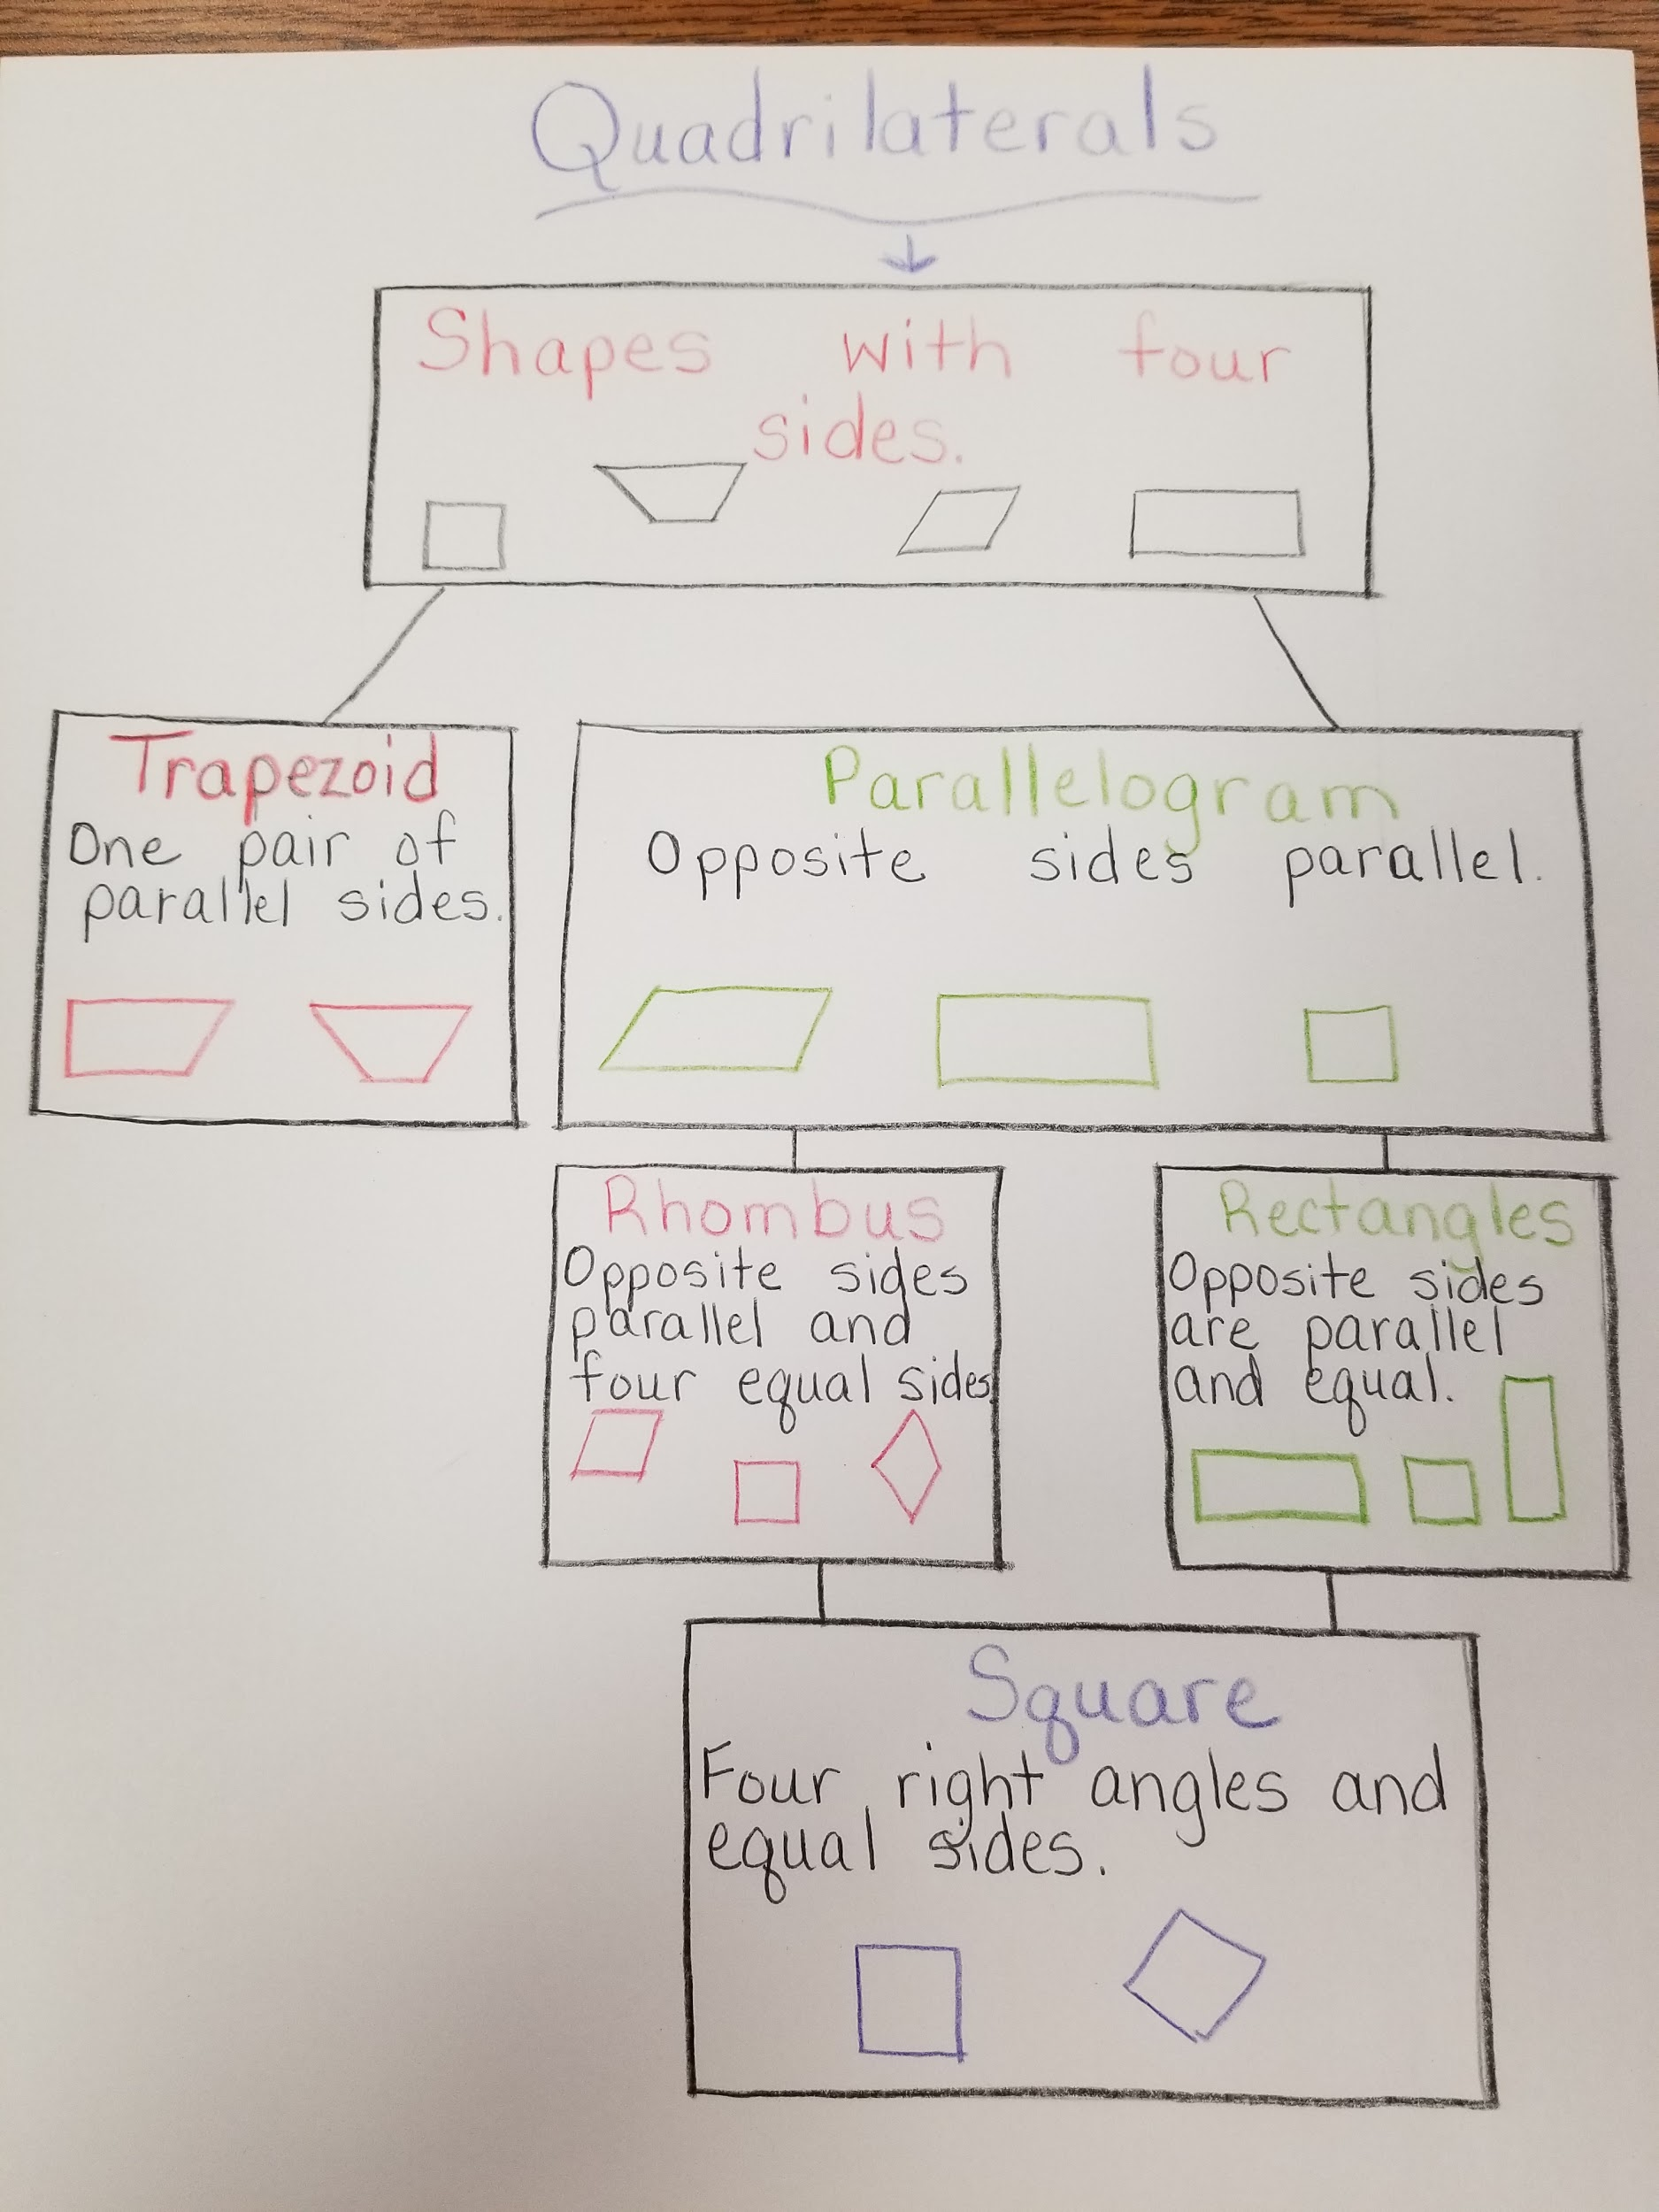 Quadrilaterals
Shapes with four
sides.
Trapezoid
One pair of
parallel sides.
Parallelogram
Opposite sides parallel.
Rhombus
Opposite sides
parallel and
four equal sides.
Rectangles
Opposite sides
are parallel
and equal.
Square
Four right angles and
equal sides.